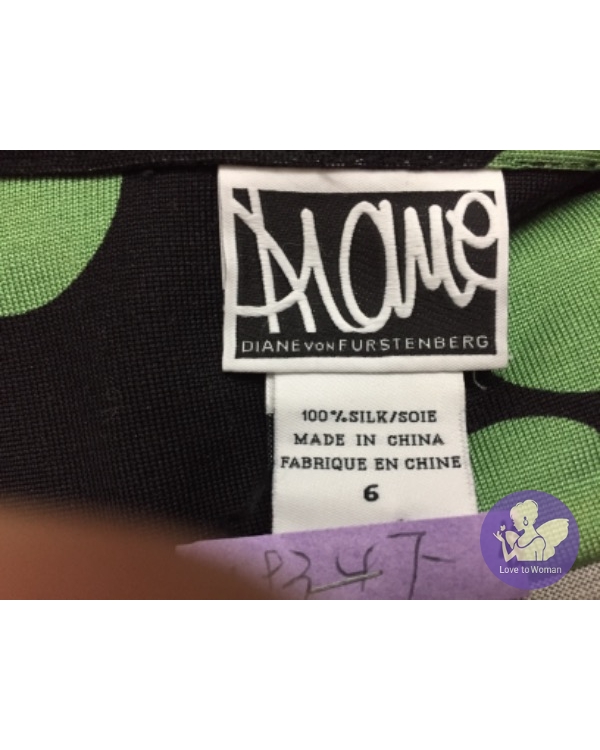 Diane
DIANE VON FURSTENBERG
100%SILK/SOIE
MADE IN CHINA
FABRIQUE EN CHINE
6
Love to Woman